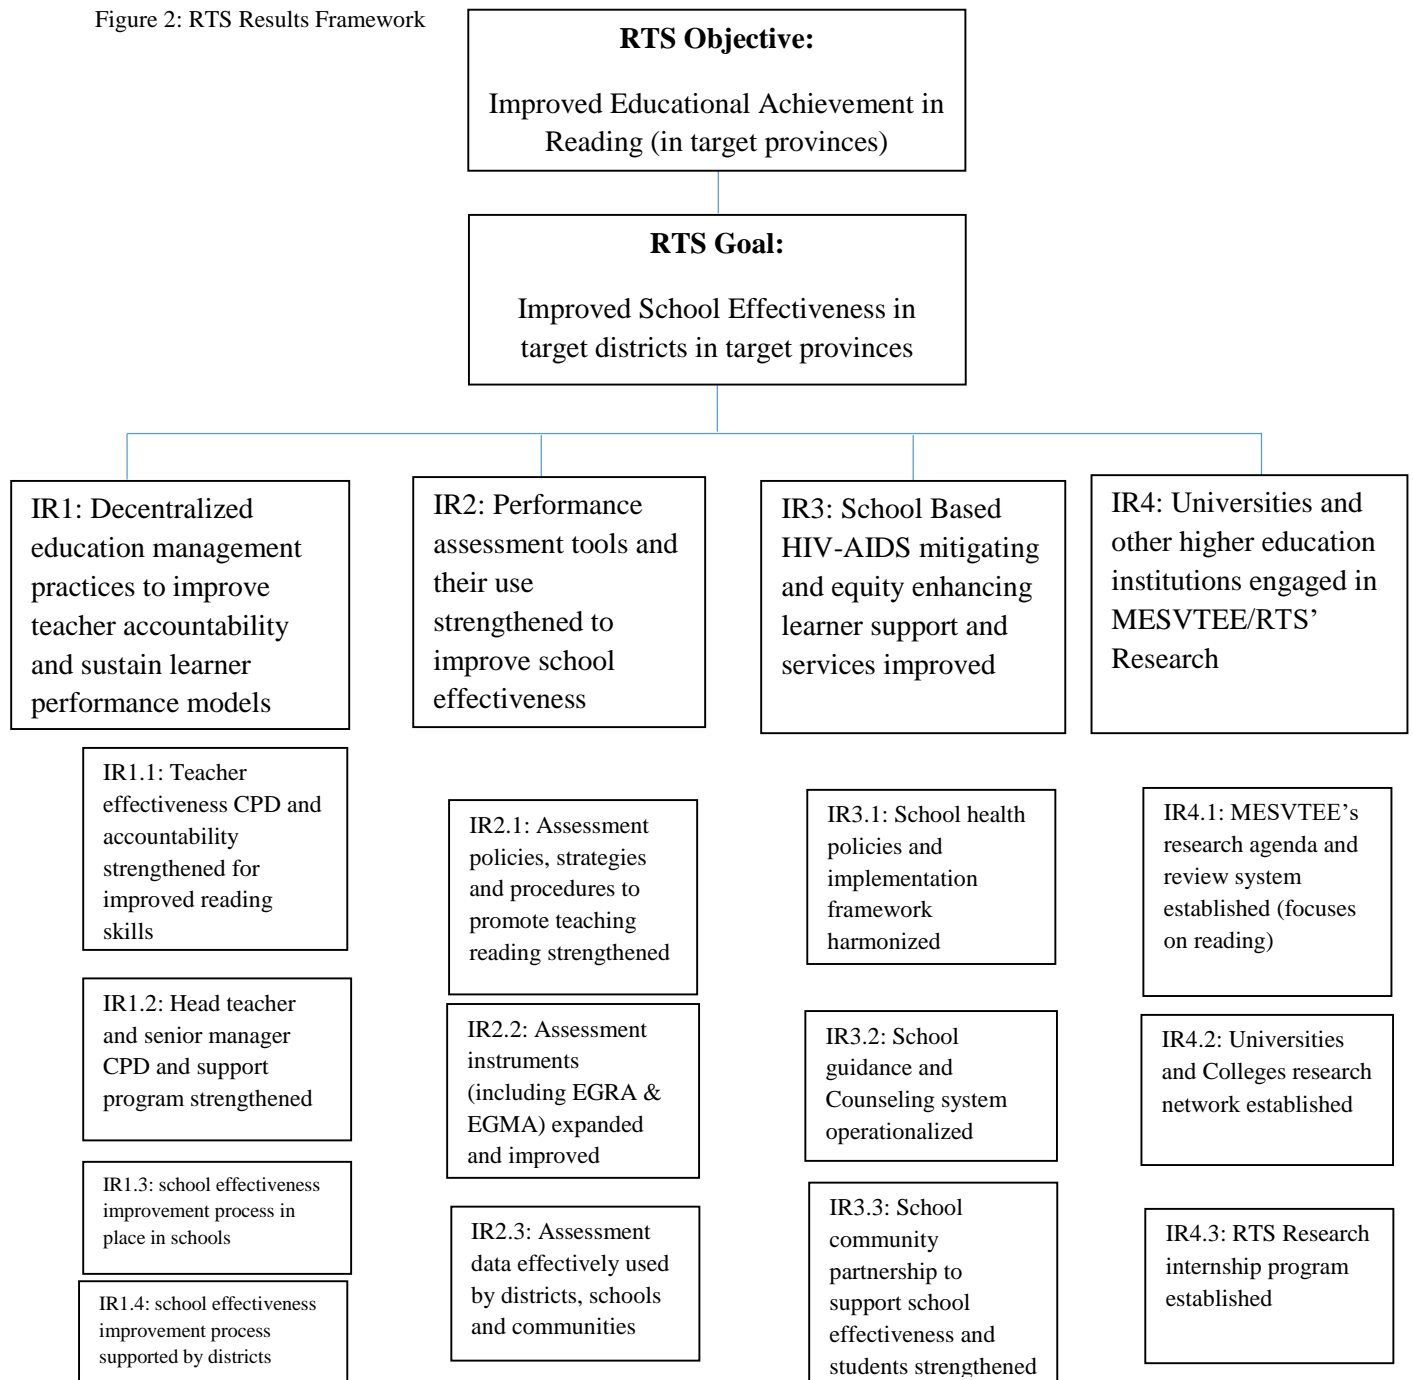 Figure 2: RTS Results Framework
RTS Objective:
Improved Educational Achievement in
Reading (in target provinces)
RTS Goal:
Improved School Effectiveness in
target districts in target provinces
IR1: Decentralized
education management
practices to improve
teacher accountability
and sustain learner
performance models
IR2: Performance
assessment tools and
their use
strengthened to
improve school
effectiveness
IR3: School Based
HIV-AIDS mitigating
and equity enhancing
learner support and
services improved
IR4: Universities and
other higher education
institutions engaged in
MESVTEE/RTS’
Research
IR1.1: Teacher
effectiveness CPD and
accountability
strengthened for
improved reading
skills
IR1.2: Head teacher
and senior manager
CPD and support
program strengthened
IR1.3: school effectiveness
improvement process in
place in schools
IR1.4: school effectiveness
improvement process
supported by districts
IR2.1: Assessment
policies, strategies
and procedures to
promote teaching
reading strengthened
IR2.2: Assessment
instruments
(including EGRA &
EGMA) expanded
and improved
IR2.3: Assessment
data effectively used
by districts, schools
and communities
IR3.1: School health
policies and
implementation
framework
harmonized
IR3.2: School
guidance and
Counseling system
operationalized
IR3.3: School
community
partnership to
support school
effectiveness and
students strengthened
IR4.1: MESVTEE’s
research agenda and
review system
established (focuses
on reading)
IR4.2: Universities
and Colleges research
network established
IR4.3: RTS Research
internship program
established